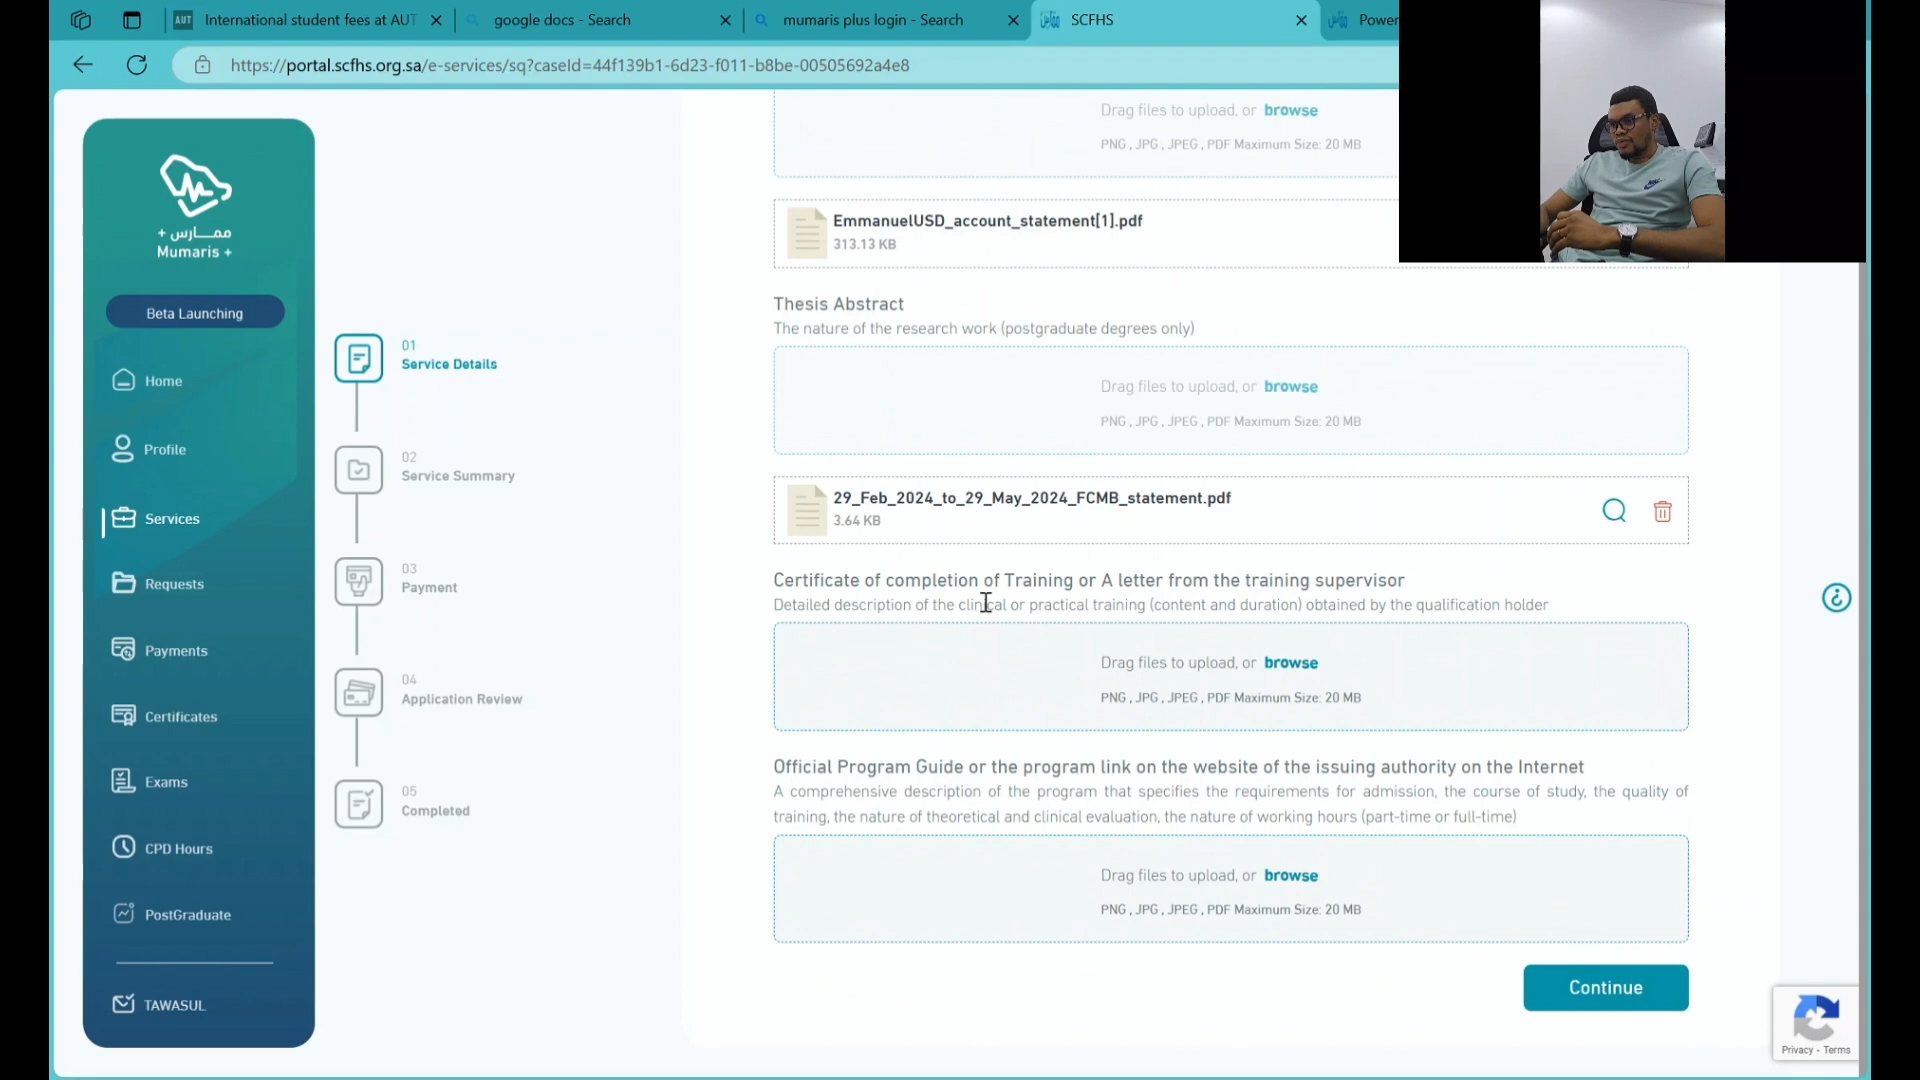 International student fees at AUT
google docs - Search
mumaris plus login - Search
SCFHS
Power
https://portal.scfhs.org.sa/e-services/sq?caseId=44f139b1-6d23-f011-b8be-00505692a4e8
ممارس +
Mumaris +
Beta Launching
Home
Profile
Services
Requests
Payments
Certificates
Exams
CPD Hours
PostGraduate
TAWASUL
01
Service Details
02
Service Summary
03
Payment
04
Application Review
05
Completed
Drag files to upload, or browse
PNG , JPG , JPEG , PDF Maximum Size: 20 MB
EmmanuelUSD_account_statement[1].pdf
313.13 KB
Thesis Abstract
The nature of the research work (postgraduate degrees only)
Drag files to upload, or browse
PNG , JPG , JPEG , PDF Maximum Size: 20 MB
29_Feb_2024_to_29_May_2024_FCMB_statement.pdf
3.64 KB
Certificate of completion of Training or A letter from the training supervisor
Detailed description of the clinical or practical training (content and duration) obtained by the qualification holder
Drag files to upload, or browse
PNG , JPG , JPEG , PDF Maximum Size: 20 MB
Official Program Guide or the program link on the website of the issuing authority on the Internet
A comprehensive description of the program that specifies the requirements for admission, the course of study, the quality of
training, the nature of theoretical and clinical evaluation, the nature of working hours (part-time or full-time)
Drag files to upload, or browse
PNG , JPG , JPEG , PDF Maximum Size: 20 MB
Continue
Privacy - Terms